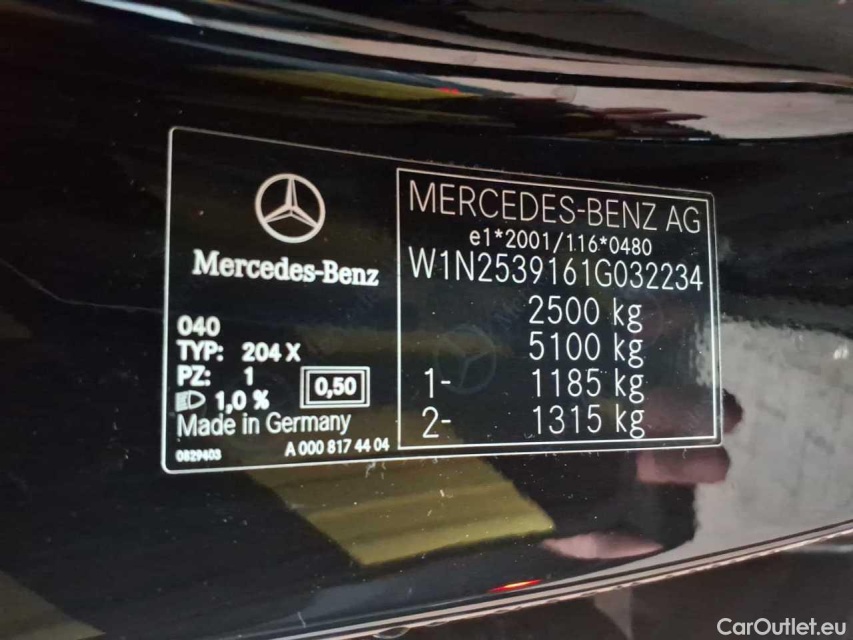 Mercedes-Benz
040
TYP: 204 X
PZ: 1
1,0 %
0,50
Made in Germany
0829403
A 000 817 44 04
MERCEDES-BENZ AG
e1*2001/116*0480
W1N2539161G032234
2500 kg
5100 kg
1- 1185 kg
2- 1315 kg
CarOutlet.eu